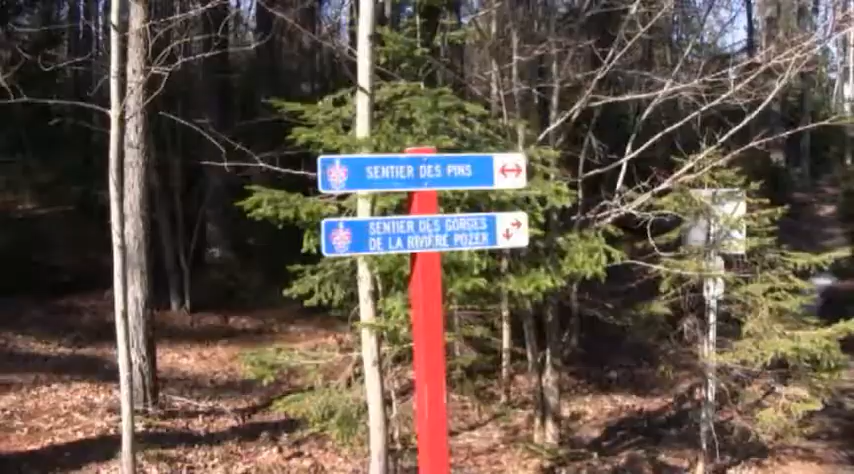 SENTIER DES PINS
SENTIER DES GORGES
DE LA RIVIÈRE POZER